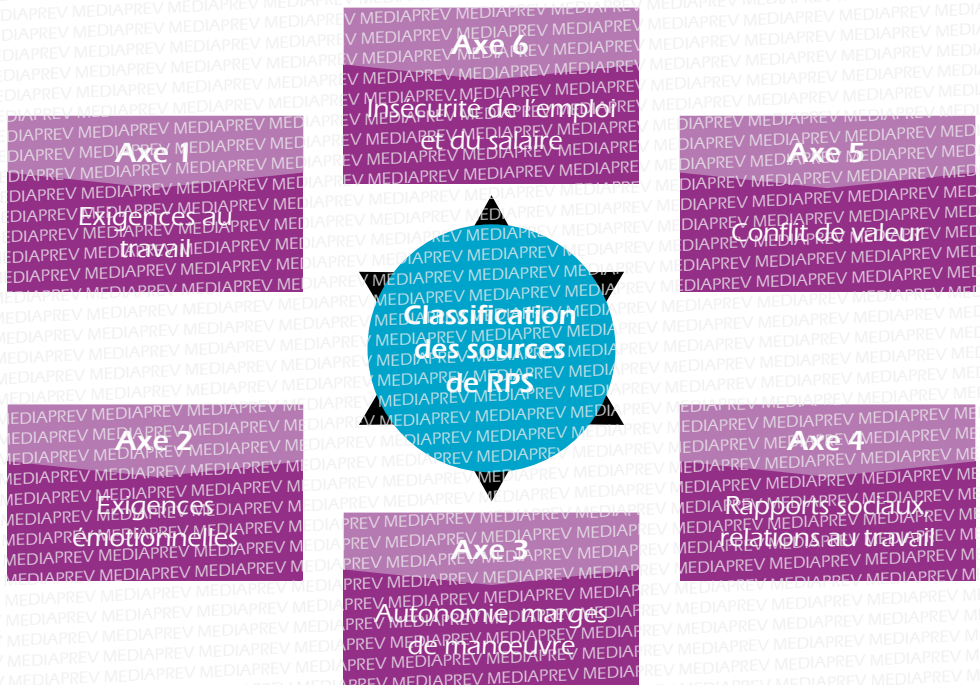 Axe 6
Insécurité de l'emploi
et du salaire
Axe 1
Exigences au
travail
Axe 5
Conflit de valeur
Classification
des sources
de RPS
Axe 2
Exigences
émotionnelles
Axe 4
Rapports sociaux,
relations au travail
Axe 3
Autonomie, marges
de manœuvre
MEDIAPREV